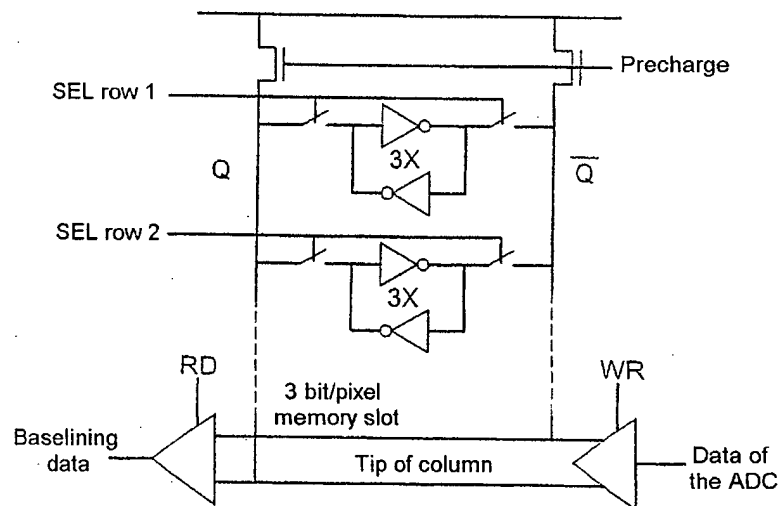 Precharge
SEL row 1
3X
Q
Q
SEL row 2
3X
RD
3 bit/pixel
memory slot
WR
Baselining
data
Tip of column
Data of
the ADC